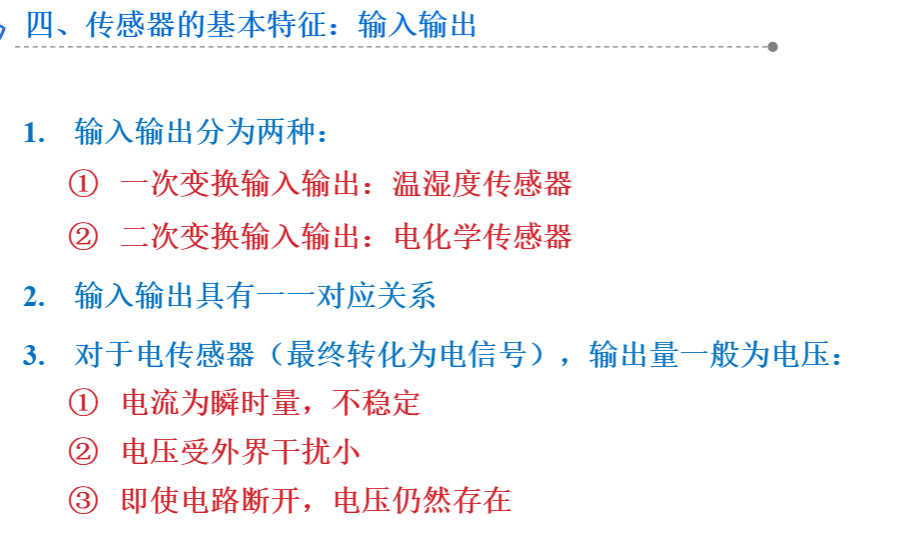 四、传感器的基本特征：输入输出
1. 输入输出分为两种：
① 一次变换输入输出：温湿度传感器
② 二次变换输入输出：电化学传感器
2. 输入输出具有一一对应关系
3. 对于电传感器（最终转化为电信号），输出量一般为电压：
① 电流为瞬时量，不稳定
② 电压受外界干扰小
③ 即使电路断开，电压仍然存在